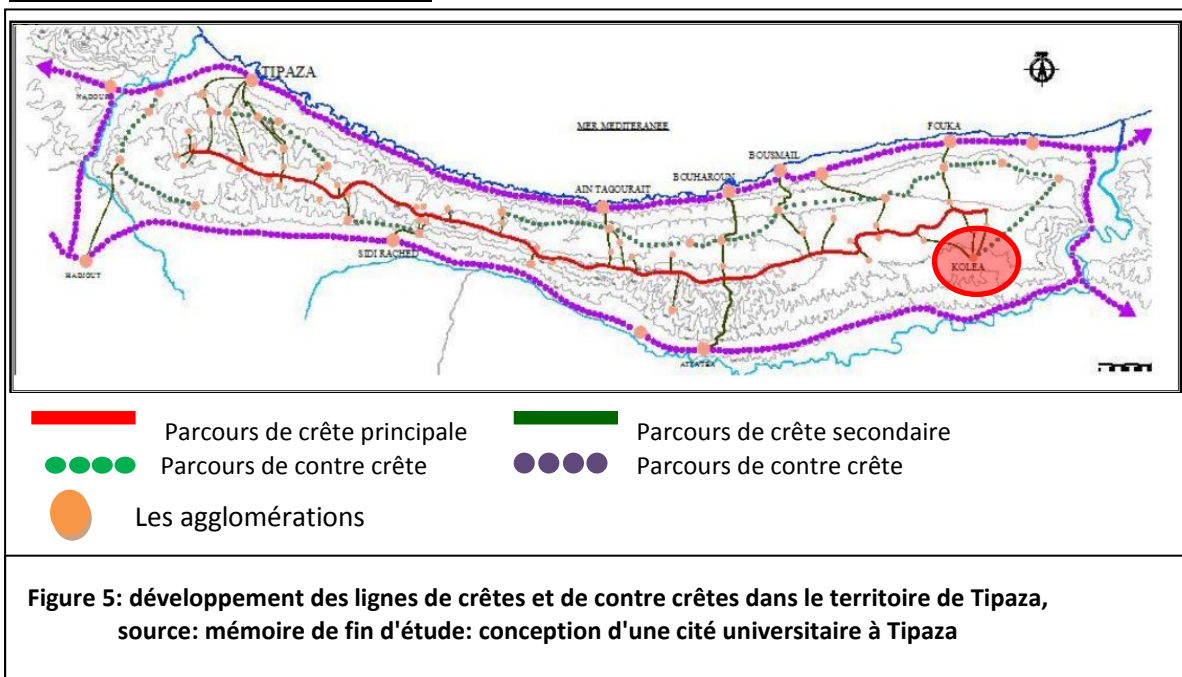 TIPAZA
NADOUR
MER MEDITERANEE
FOUKA
BOUSMAIL
BOUHAROUN
AIN TAGOURAIT
SIDI RACHED
KOLEA
ATTATBA
Parcours de crête principale
Parcours de crête secondaire
Parcours de contre crête
Parcours de contre crête
Les agglomérations
Figure 5: développement des lignes de crêtes et de contre crêtes dans le territoire de Tipaza,
source: mémoire de fin d'étude: conception d'une cité universitaire à Tipaza